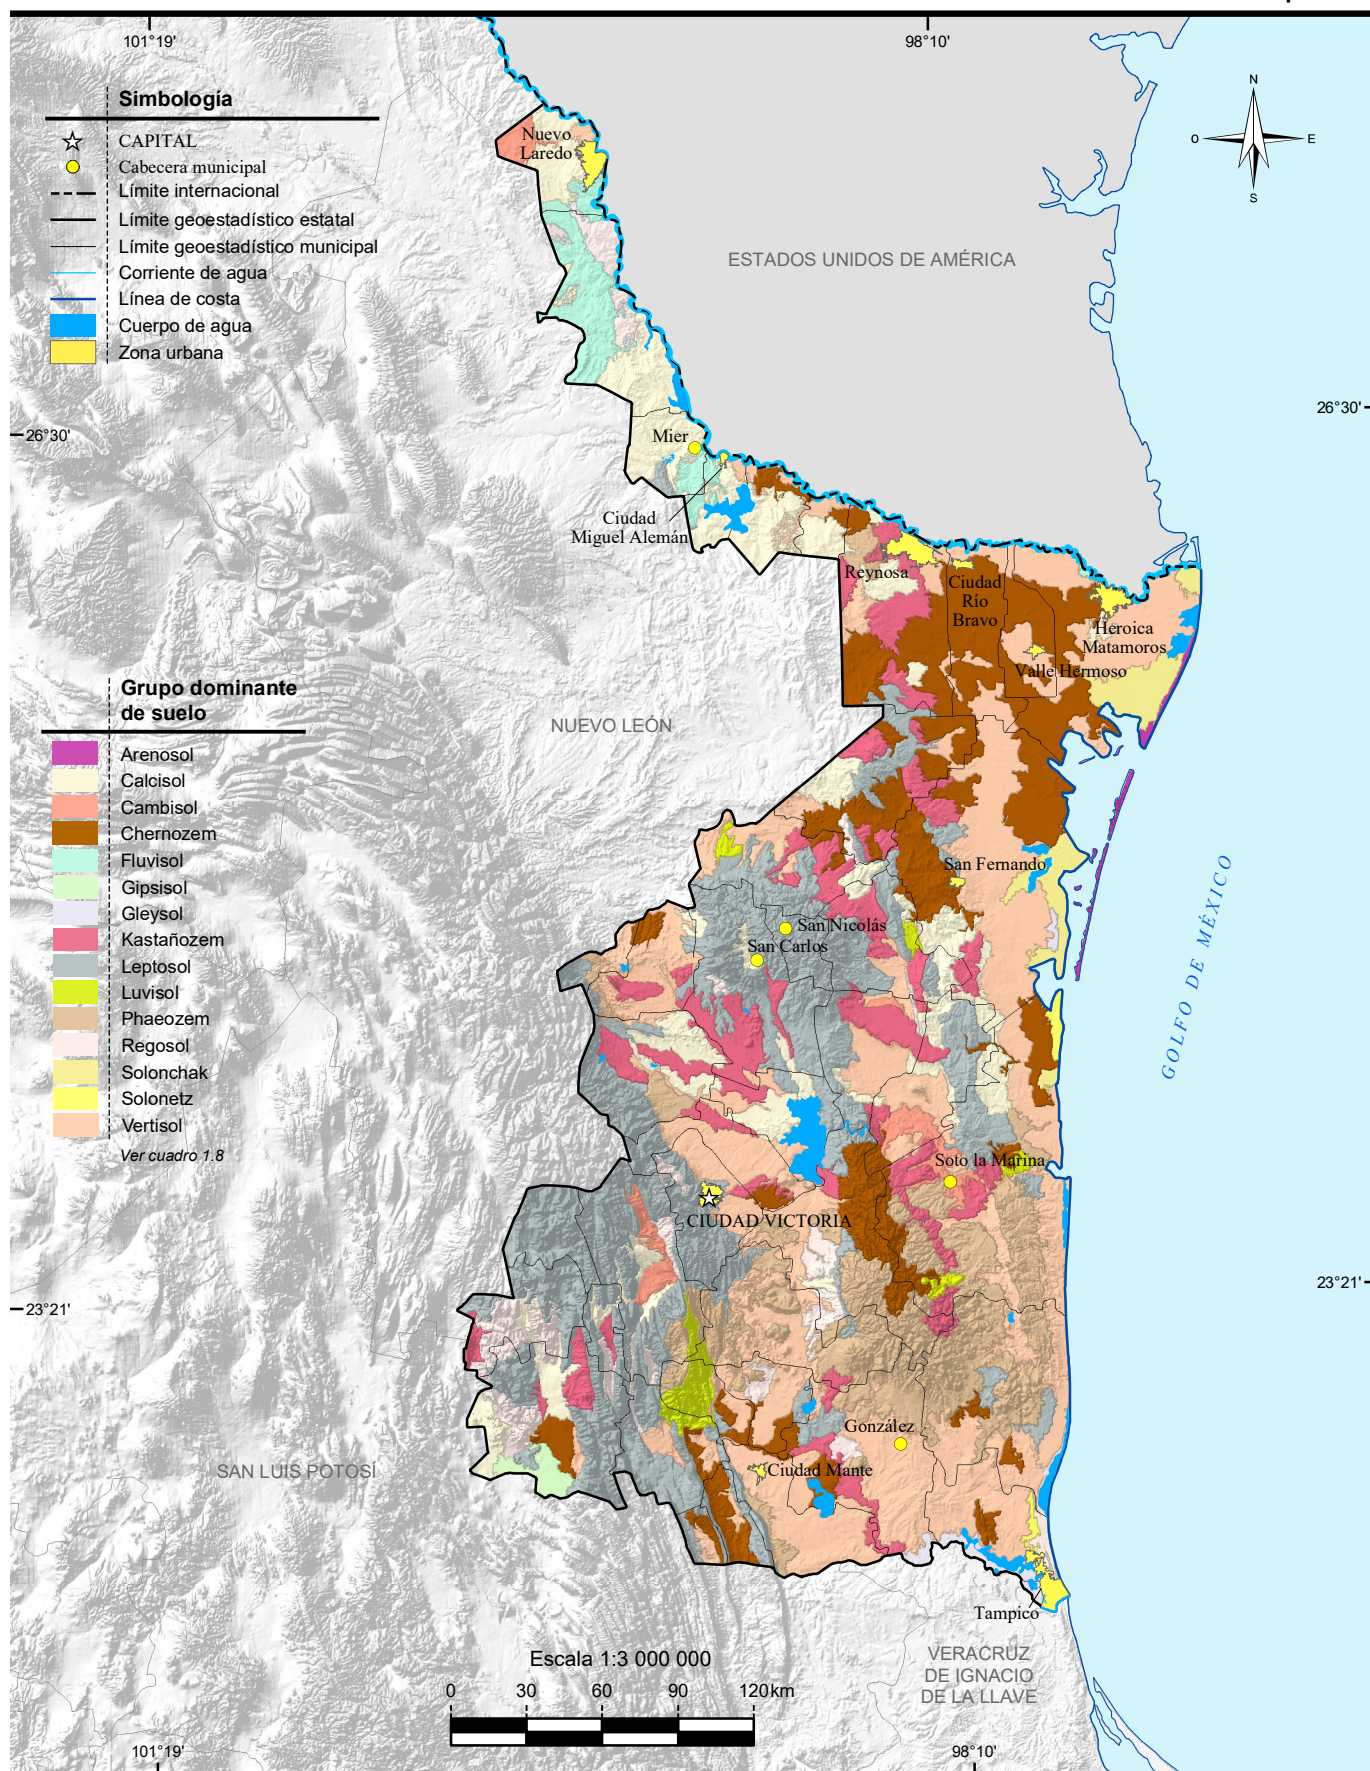 101°19'
98°10'
Simbología
CAPITAL
Cabecera municipal
Límite internacional
Límite geoestadístico estatal
Límite geoestadístico municipal
Corriente de agua
Línea de costa
Cuerpo de agua
Zona urbana
N
O
E
S
Nuevo
Laredo
ESTADOS UNIDOS DE AMÉRICA
26°30'
26°30'
Mier
Ciudad
Miguel Alemán
Reynosa
Ciudad
Río
Bravo
Heroica
Matamoros
Valle Hermoso
NUEVO LEÓN
Grupo dominante
de suelo
Arenosol
Calcisol
Cambisol
Chernozem
Fluvisol
Gipsisol
Gleysol
Kastañozem
Leptosol
Luvisol
Phaeozem
Regosol
Solonchak
Solonetz
Vertisol
Ver cuadro 1.8
San Fernando
San Nicolás
San Carlos
GOLFO DE MÉXICO
Soto la Marina
CIUDAD VICTORIA
23°21'
23°21'
González
Ciudad Mante
SAN LUIS POTOSÍ
Tampico
VERACRUZ
DE IGNACIO
DE LA LLAVE
Escala 1:3 000 000
0 30 60 90 120km
101°19'
98°10'